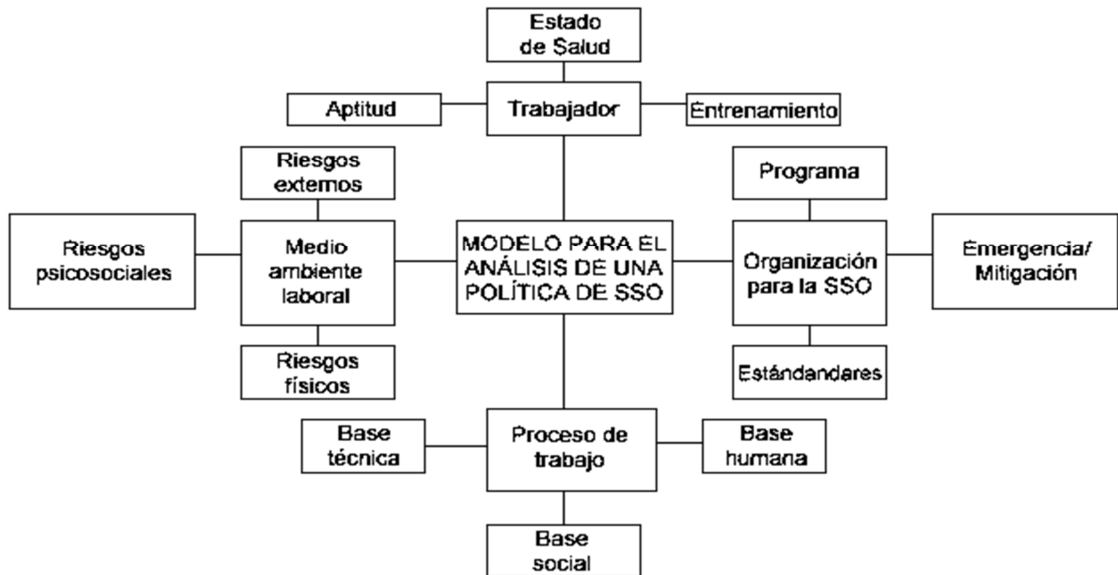 Estado
de Salud
Aptitud
Trabajador
Entrenamiento
Riesgos
externos
Programa
Riesgos
psicosociales
Medio
ambiente
laboral
MODELO PARA EL
ANÁLISIS DE UNA
POLÍTICA DE SSO
Organización
para la SSO
Emergencia/
Mitigación
Riesgos
físicos
Estándandares
Base
técnica
Proceso de
trabajo
Base
humana
Base
social